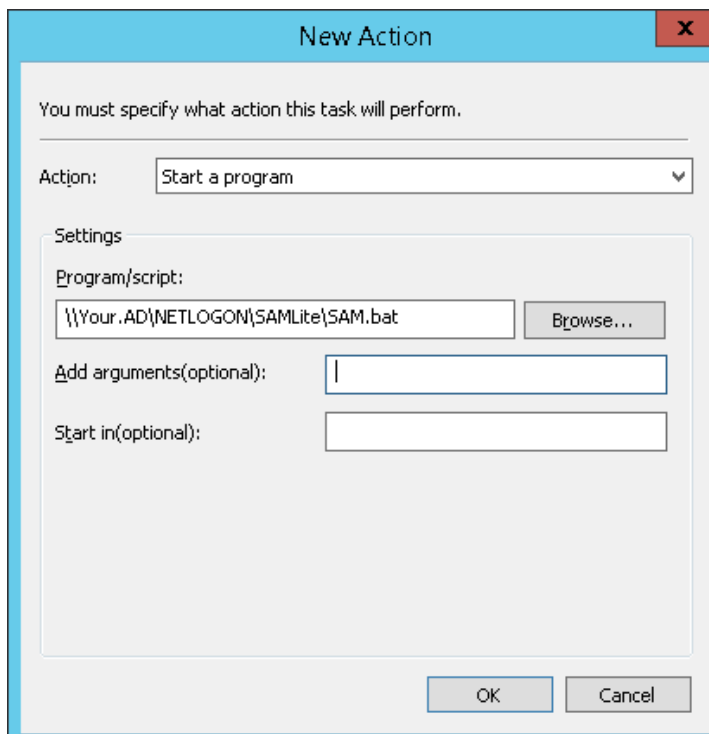 New Action
x
You must specify what action this task will perform.
Action: Start a program
Settings
Program/script:
\\Your.AD\NETLOGON\SAMLite\SAM.bat Browse...
Add arguments(optional):
Start in(optional):
OK Cancel